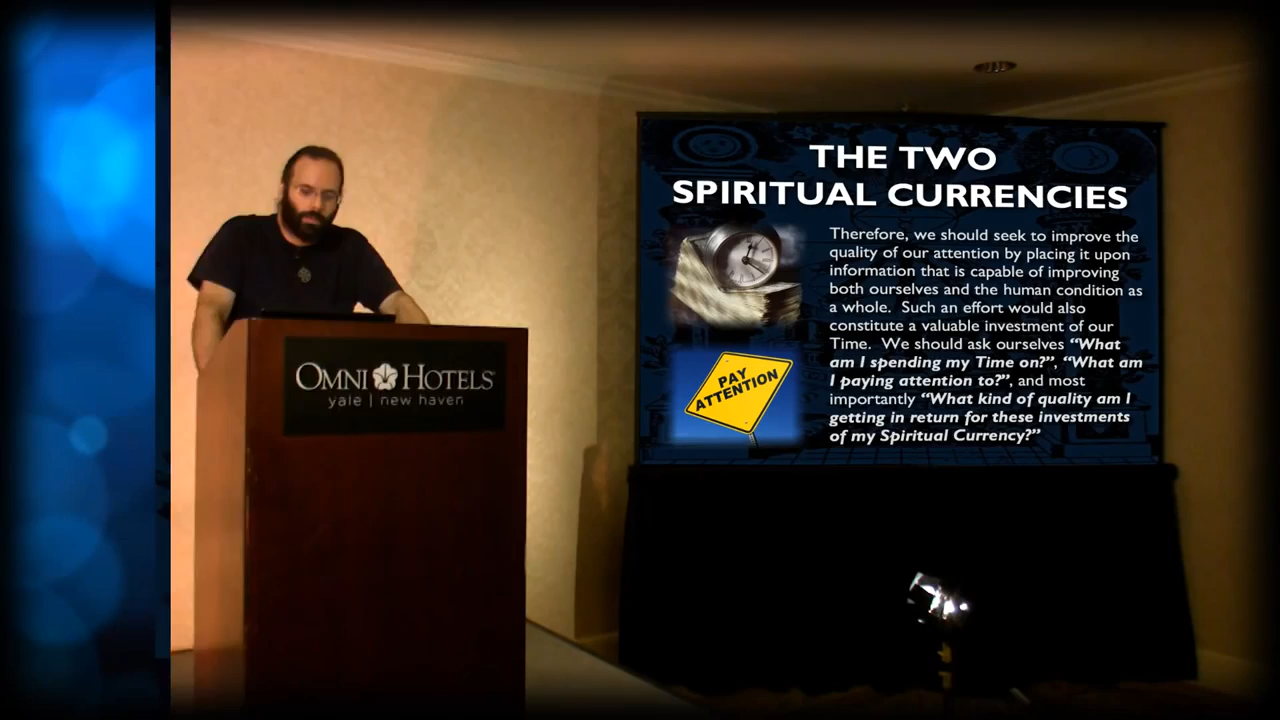 THE TWO
SPIRITUAL CURRENCIES
Therefore, we should seek to improve the
quality of our attention by placing it upon
information that is capable of improving
both ourselves and the human condition as
a whole.  Such an effort would also
constitute a valuable investment of our
Time.  We should ask ourselves “What
am I spending my Time on?”, “What am
I paying attention to?”, and most
importantly “What kind of quality am I
getting in return for these investments
of my Spiritual Currency?”
PAY
ATTENTION
OMNI HOTELS
yale | new haven